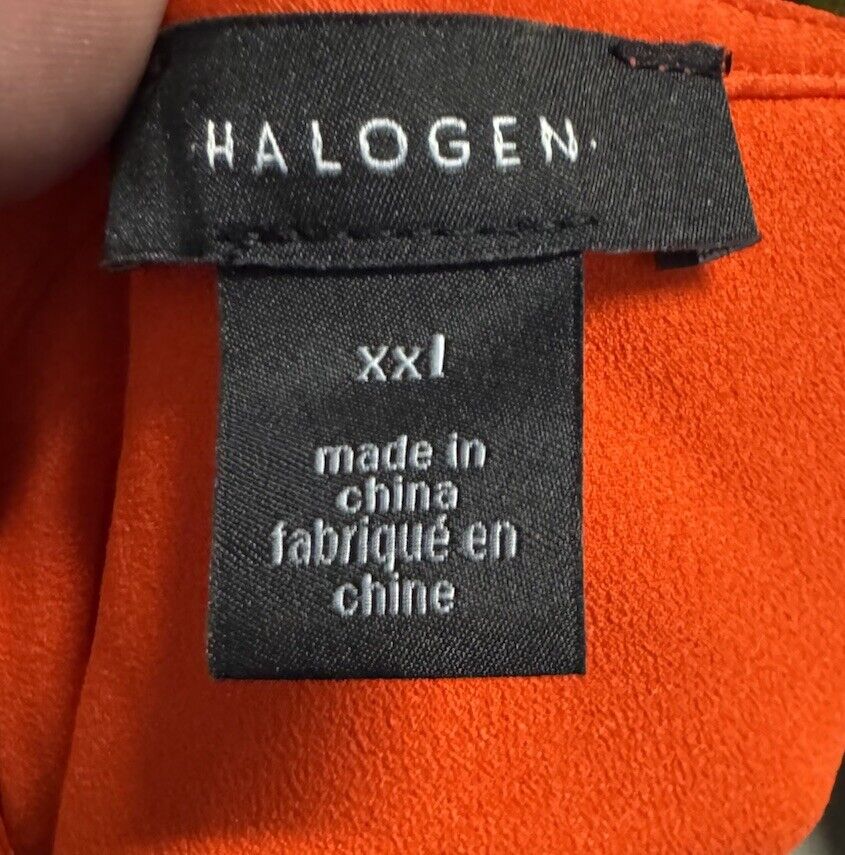 HALOGEN
xxl
made in
china
fabriqué en
chine